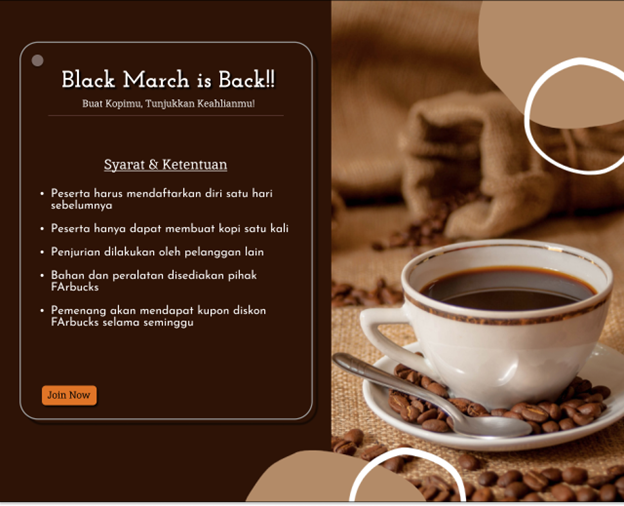 Black March is Back!!
Buat Kopimu, Tunjukkan Keahlianmu!
Syarat & Ketentuan
• Peserta harus mendaftarkan diri satu hari
sebelumnya
• Peserta hanya dapat membuat kopi satu kali
• Penjurian dilakukan oleh pelanggan lain
• Bahan dan peralatan disediakan pihak
FArbucks
• Pemenang akan mendapat kupon diskon
FArbucks selama seminggu
Join Now